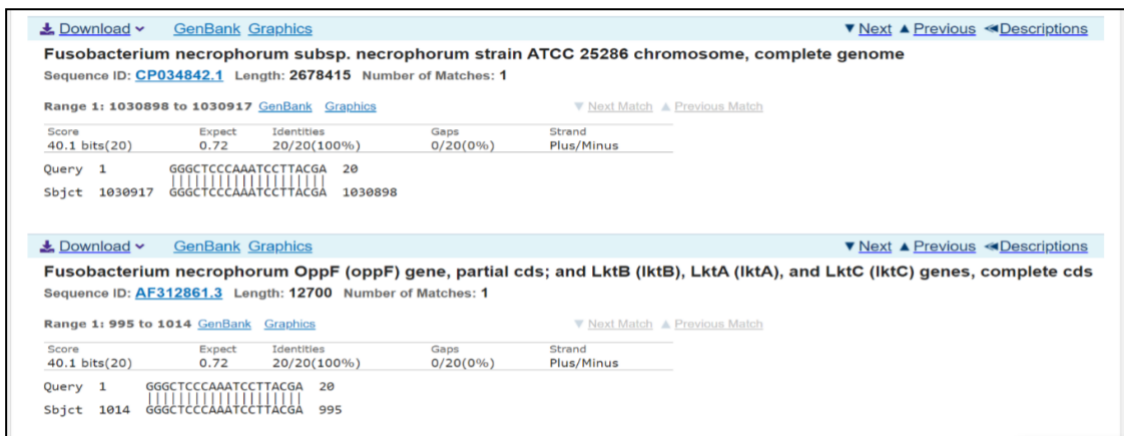 Download GenBank Graphics Next Previous Descriptions
Fusobacterium necrophorum subsp. necrophorum strain ATCC 25286 chromosome, complete genome
Sequence ID: CP034842.1 Length: 2678415 Number of Matches: 1
Range 1: 1030898 to 1030917 GenBank Graphics Next Match Previous Match
Score Expect Identities Gaps Strand
40.1 bits(20) 0.72 20/20(100%) 0/20(0%) Plus/Minus
Query 1 GGGCTCCCAAATCCTTACGA 20
Sbjct 1030917 GGGCTCCCAAATCCTTACGA 1030898
Download GenBank Graphics Next Previous Descriptions
Fusobacterium necrophorum OppF (oppF) gene, partial cds; and LktB (lktB), LktA (lktA), and LktC (lktC) genes, complete cds
Sequence ID: AF312861.3 Length: 12700 Number of Matches: 1
Range 1: 995 to 1014 GenBank Graphics Next Match Previous Match
Score Expect Identities Gaps Strand
40.1 bits(20) 0.72 20/20(100%) 0/20(0%) Plus/Minus
Query 1 GGGCTCCCAAATCCTTACGA 20
Sbjct 1014 GGGCTCCCAAATCCTTACGA 995